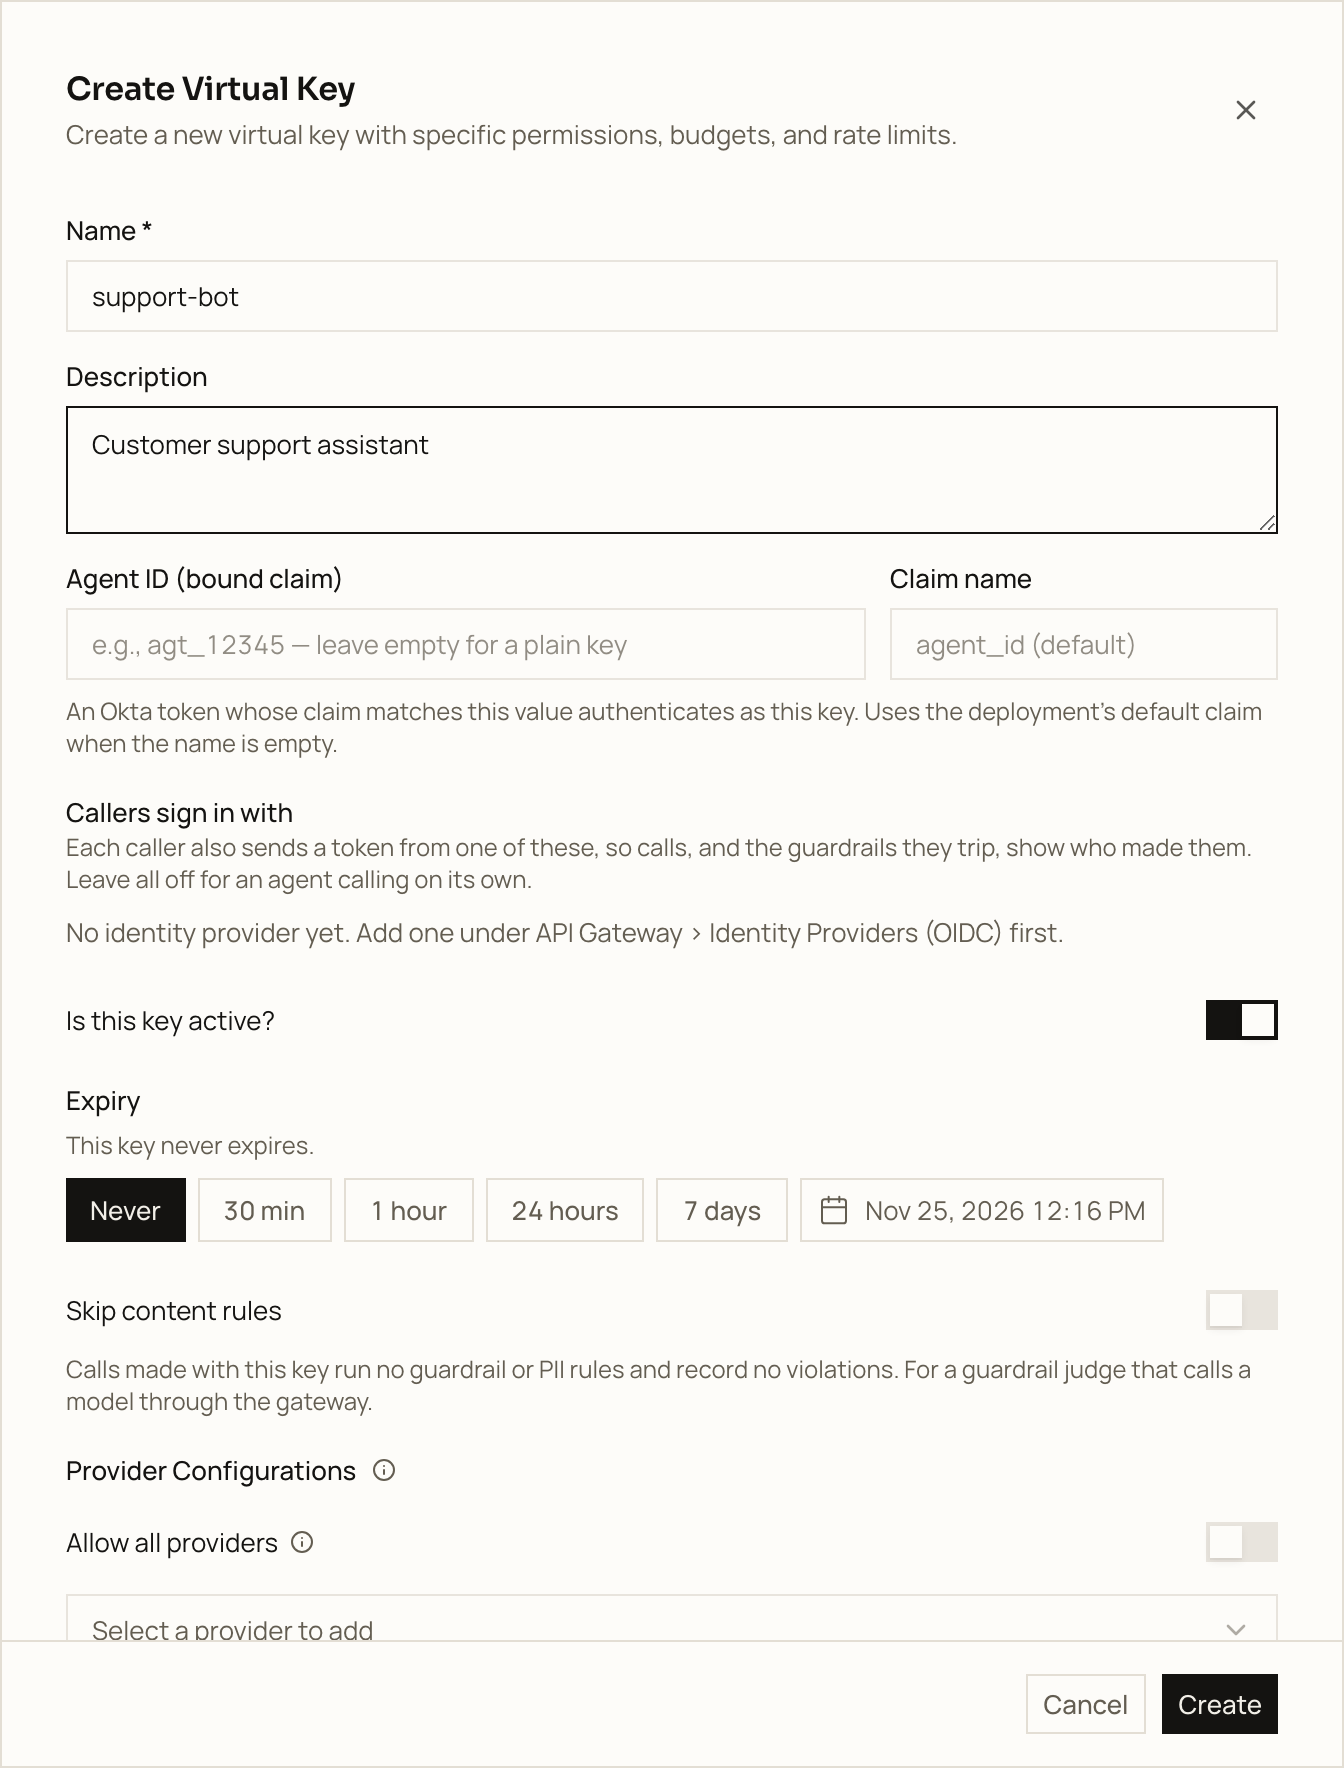 Create Virtual Key
Create a new virtual key with specific permissions, budgets, and rate limits.
Name *
support-bot
Description
Customer support assistant
Agent ID (bound claim)
Claim name
e.g., agt_12345 — leave empty for a plain key
agent_id (default)
An Okta token whose claim matches this value authenticates as this key. Uses the deployment's default claim
when the name is empty.
Callers sign in with
Each caller also sends a token from one of these, so calls, and the guardrails they trip, show who made them.
Leave all off for an agent calling on its own.
No identity provider yet. Add one under API Gateway > Identity Providers (OIDC) first.
Is this key active?
Expiry
This key never expires.
Never
30 min
1 hour
24 hours
7 days
Nov 25, 2026 12:16 PM
Skip content rules
Calls made with this key run no guardrail or PII rules and record no violations. For a guardrail judge that calls a
model through the gateway.
Provider Configurations
Allow all providers
Select a provider to add
Cancel
Create